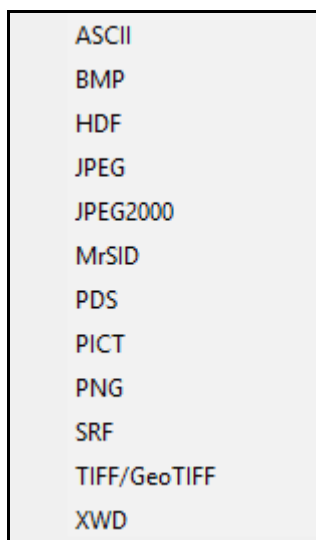 ASCII
BMP
HDF
JPEG
JPEG2000
MrSID
PDS
PICT
PNG
SRF
TIFF/GeoTIFF
XWD